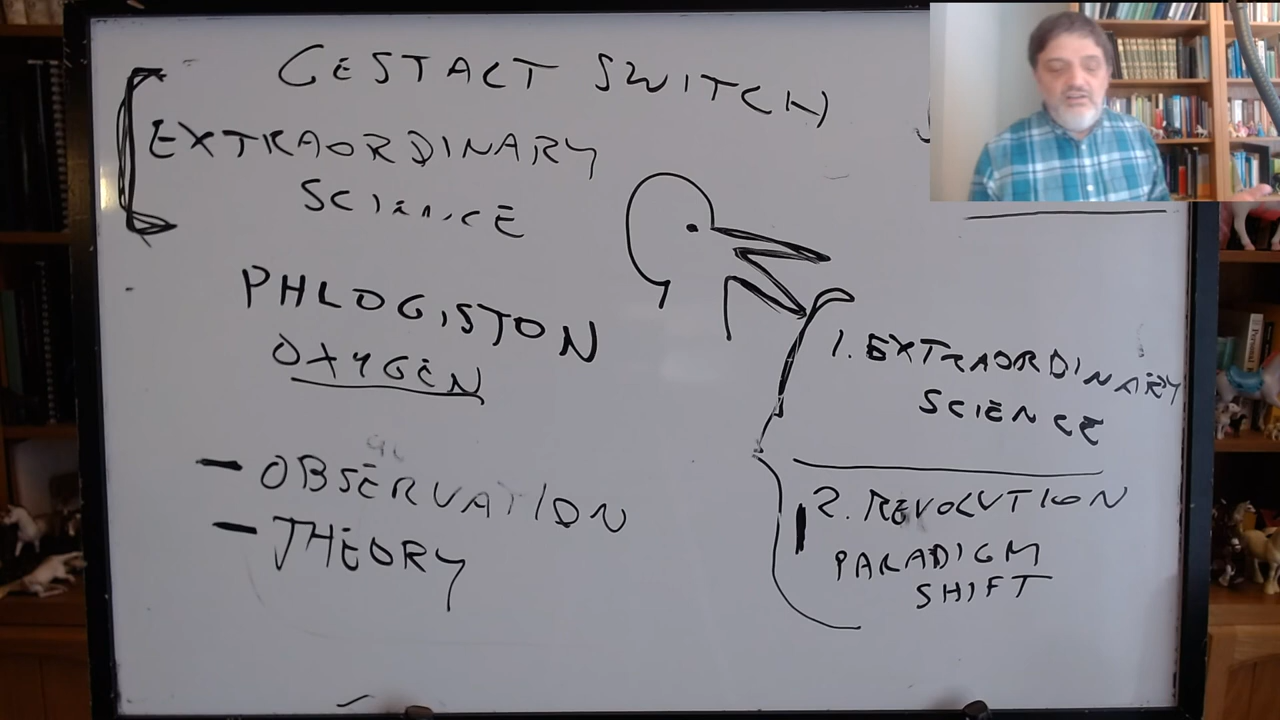 GESTALT SWITCH
EXTRAORDINARY
SCIENCE
PHLOGISTON
OXYGEN
- OBSERVATION
- THEORY
1. EXTRAORDINARY
SCIENCE
2. REVOLUTION
PARADIGM
SHIFT